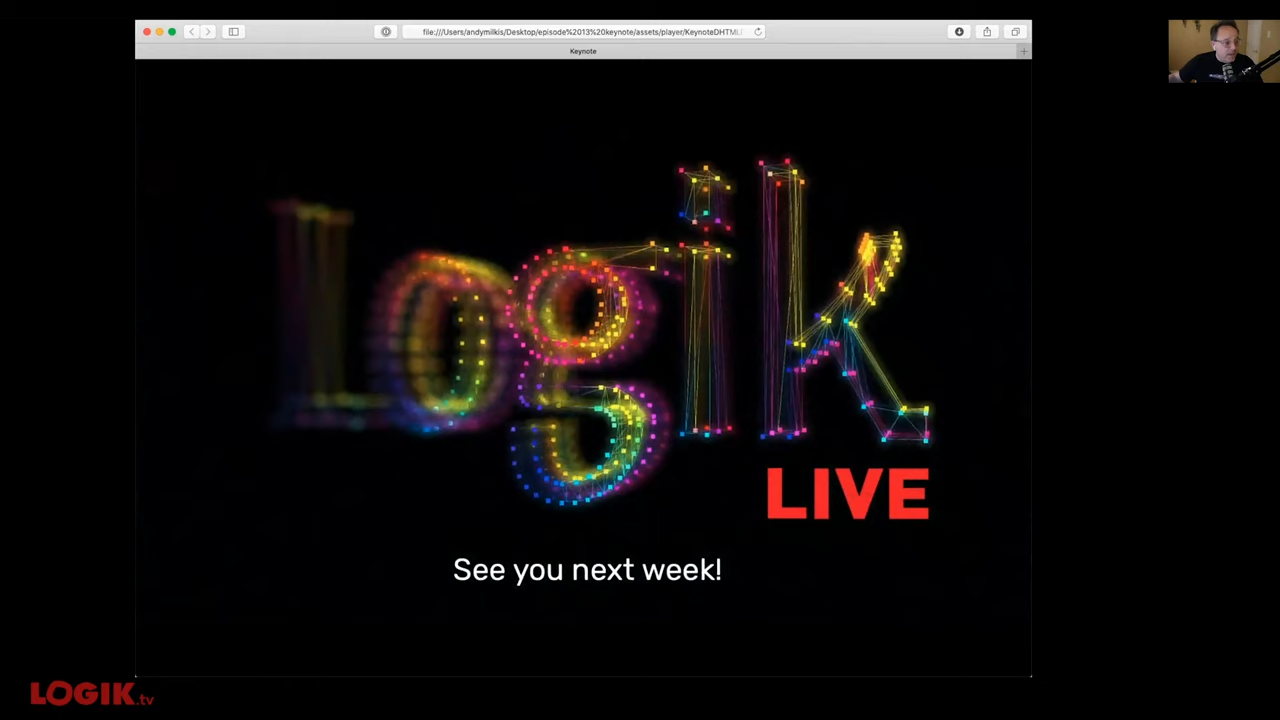 file:///Users/andymilkis/Desktop/episode%2013%20keynote/assets/player/KeynoteDHTML
Keynote
Logik
LIVE
See you next week!
LOGIK.tv